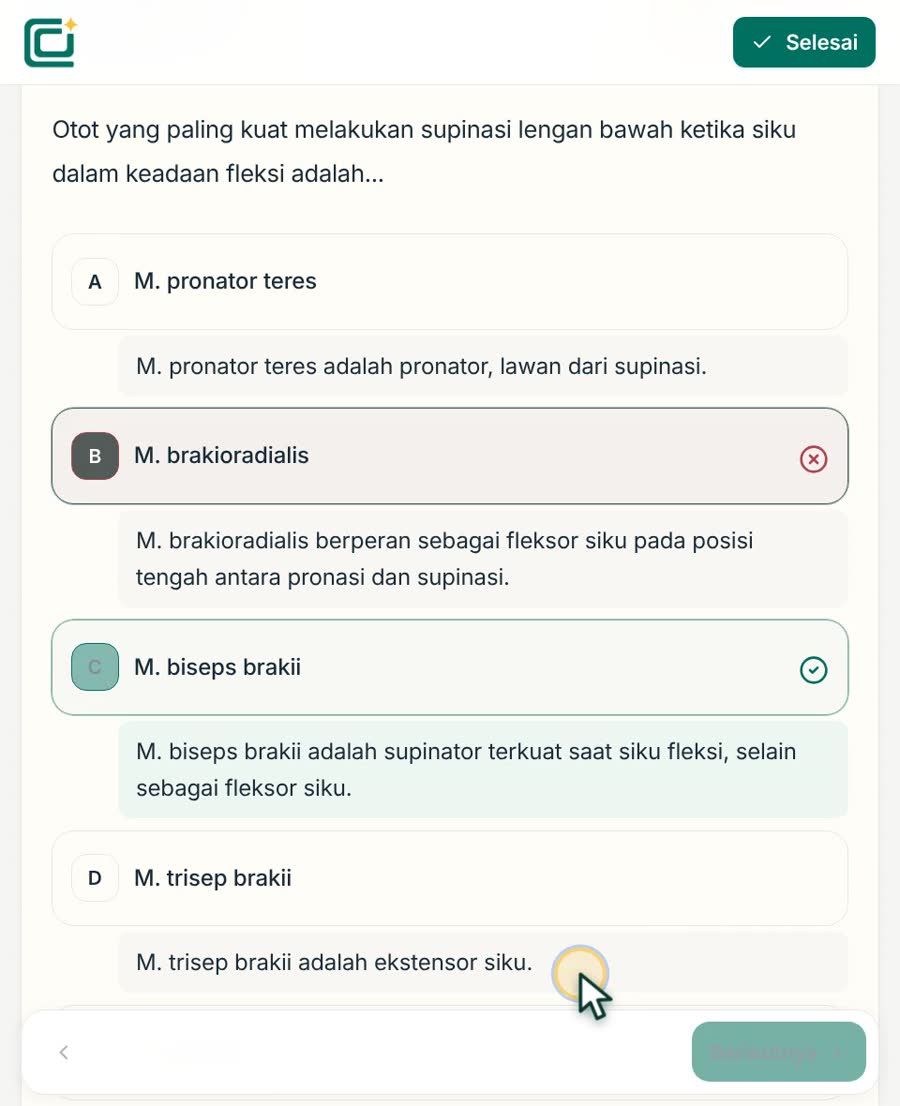 Selesai
Otot yang paling kuat melakukan supinasi lengan bawah ketika siku
dalam keadaan fleksi adalah...
A
M. pronator teres
M. pronator teres adalah pronator, lawan dari supinasi.
B
M. brakioradialis
M. brakioradialis berperan sebagai fleksor siku pada posisi
tengah antara pronasi dan supinasi.
C
M. biseps brakii
M. biseps brakii adalah supinator terkuat saat siku fleksi, selain
sebagai fleksor siku.
D
M. trisep brakii
M. trisep brakii adalah ekstensor siku.